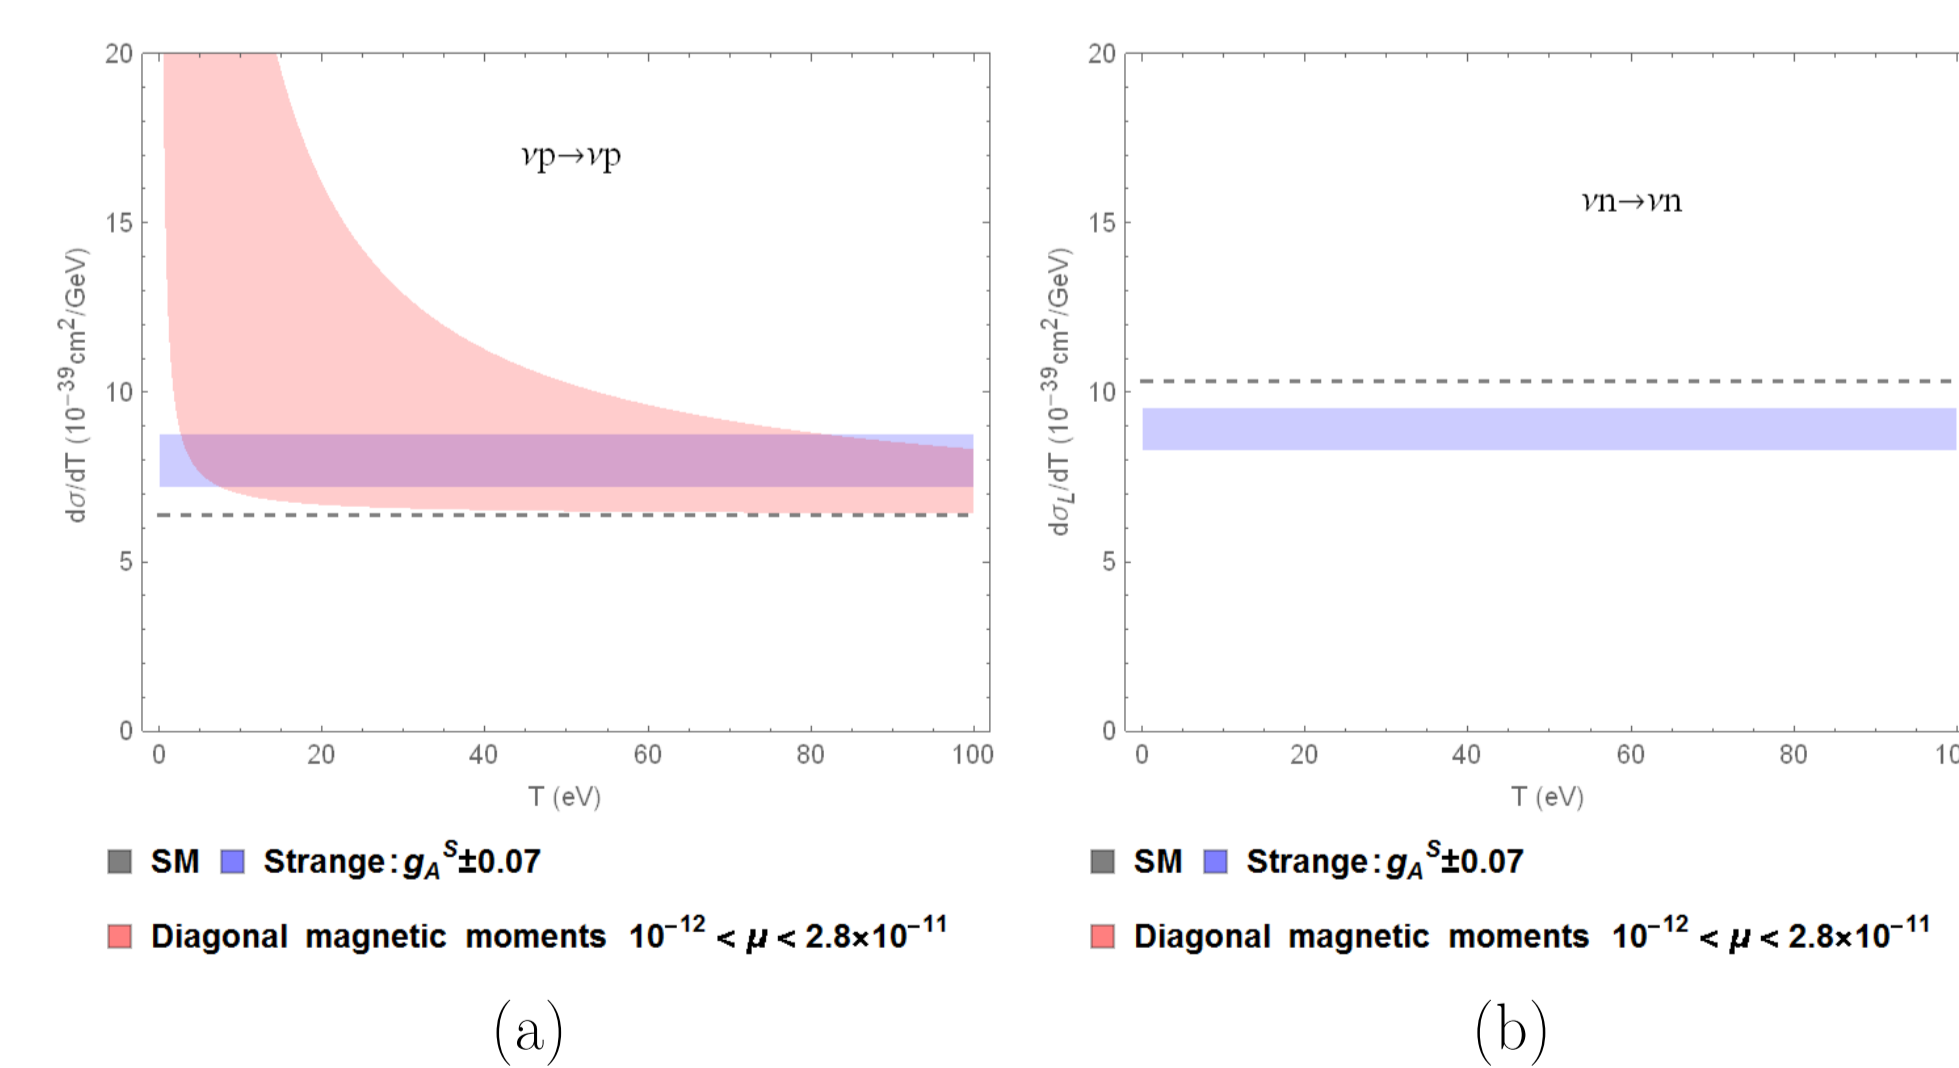 20
15
10
5
0
dσ/dT (10⁻³⁹cm²/GeV)
νp→νp
0 20 40 60 80 100
T (eV)
SM Strange: g_A^S±0.07
Diagonal magnetic moments 10⁻¹² < μ < 2.8×10⁻¹¹
(a)
20
15
10
5
0
dσ_L/dT (10⁻³⁹cm²/GeV)
νn→νn
0 20 40 60 80 10
T (eV)
SM Strange: g_A^S±0.07
Diagonal magnetic moments 10⁻¹² < μ < 2.8×10⁻¹¹
(b)